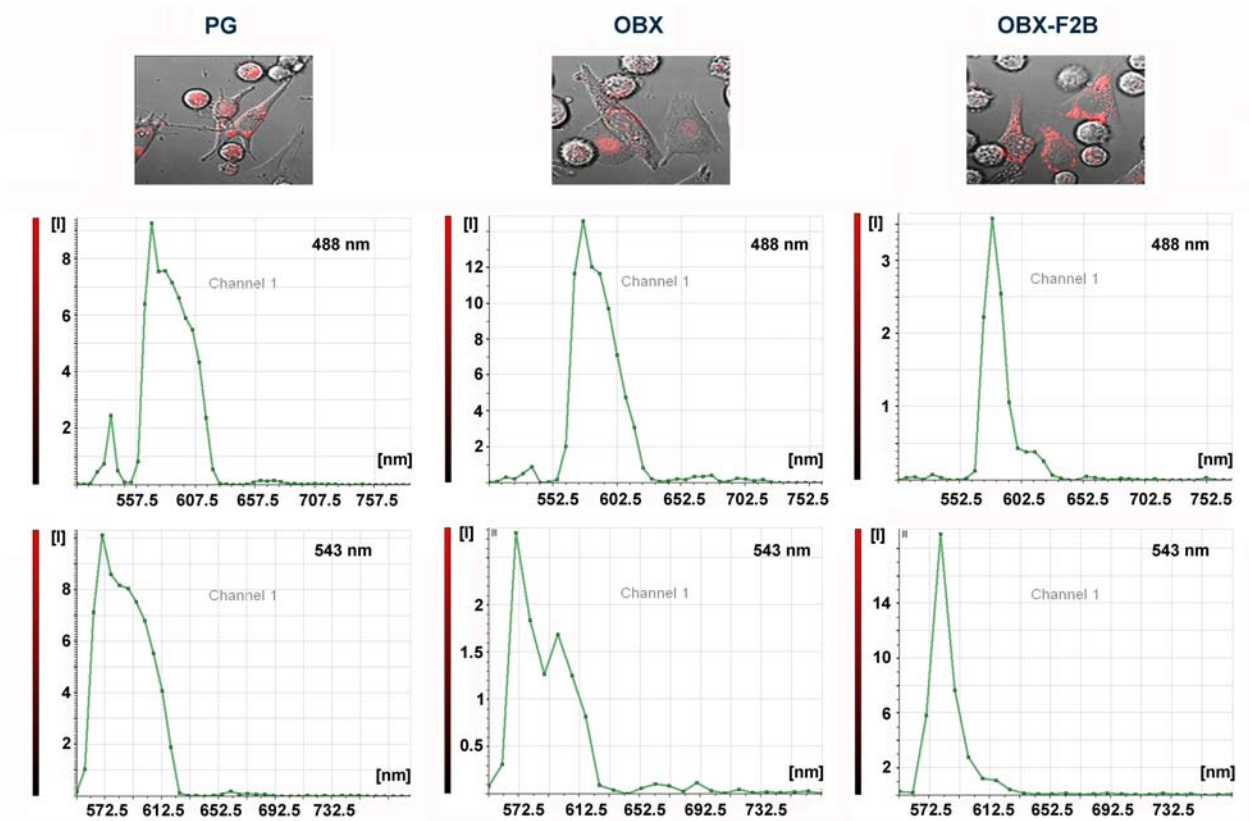 PG
OBX
OBX-F2B
[I]
488 nm
Channel 1
8
6
4
2
[nm]
557.5 607.5 657.5 707.5 757.5
[I]
488 nm
Channel 1
12
10
8
6
4
2
[nm]
552.5 602.5 652.5 702.5 752.5
[I]
488 nm
Channel 1
3
2
1
[nm]
552.5 602.5 652.5 702.5 752.5
[I]
543 nm
Channel 1
8
6
4
2
[nm]
572.5 612.5 652.5 692.5 732.5
[I]
543 nm
Channel 1
2
1.5
1
0.5
[nm]
572.5 612.5 652.5 692.5 732.5
[I]
543 nm
Channel 1
14
10
6
2
[nm]
572.5 612.5 652.5 692.5 732.5